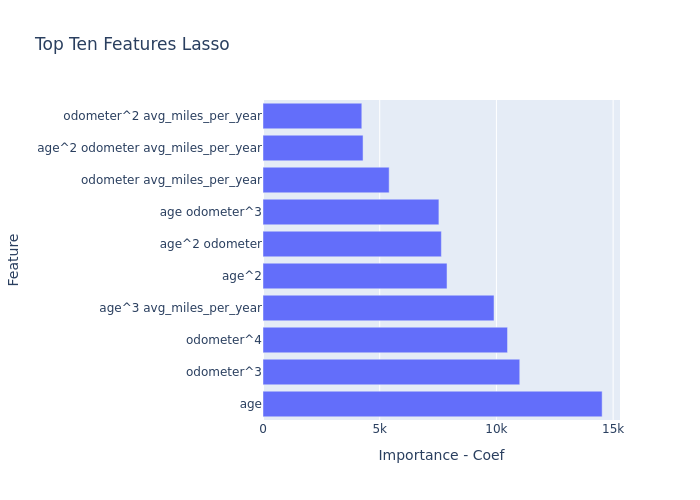 Top Ten Features Lasso
odometer^2 avg_miles_per_year
age^2 odometer avg_miles_per_year
odometer avg_miles_per_year
age odometer^3
age^2 odometer
age^2
age^3 avg_miles_per_year
odometer^4
odometer^3
age
Feature
0 5k 10k 15k
Importance - Coef